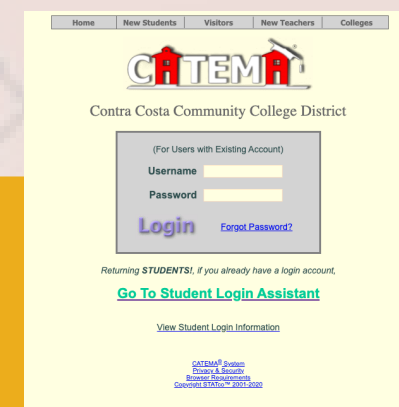 Home New Students Visitors New Teachers Colleges
CATEMA®
Contra Costa Community College District
(For Users with Existing Account)
Username
Password
Login Forgot Password?
Returning STUDENTS!, if you already have a login account,
Go To Student Login Assistant
View Student Login Information
CATEMA® System
Privacy & Security
Browser Requirements
Copyright STATco™ 2001-2020